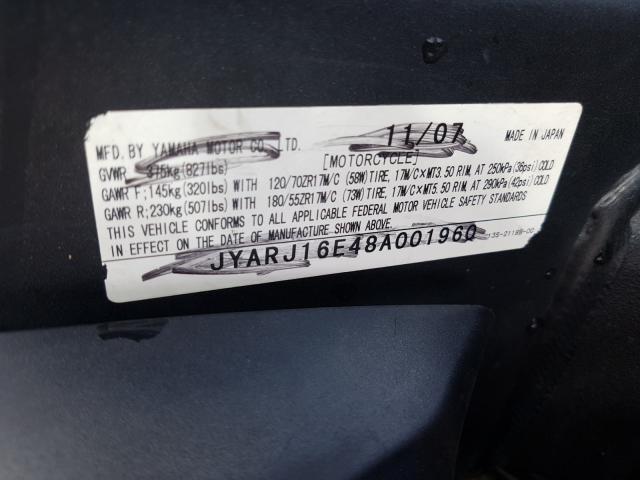 MFD. BY YAMAHA MOTOR CO., LTD. 11/07 MADE IN JAPAN
GVWR 375kg(827lbs) [MOTORCYCLE]
GAWR F;145kg(320lbs) WITH 120/70ZR17M/C (58W)TIRE, 17M/C×MT3.50 RIM, AT 250kPa(36psi)COLD
GAWR R;230kg(507lbs) WITH 180/55ZR17M/C (73W)TIRE, 17M/C×MT5.50 RIM, AT 290kPa(42psi)COLD
THIS VEHICLE CONFORMS TO ALL APPLICABLE FEDERAL MOTOR VEHICLE SAFETY STANDARDS
IN EFFECT ON THE DATE OF MANUFACTURE SHOWN ABOVE.
JYARJ16E48A001960